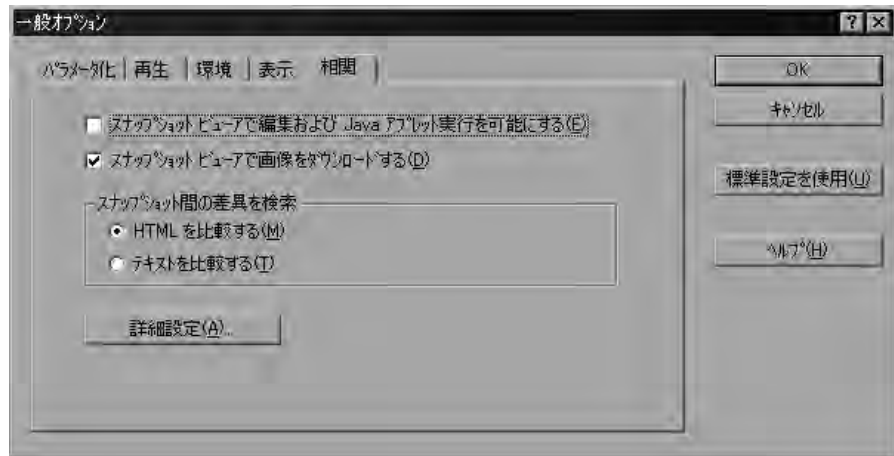 一般オプション
パラメータ化 再生 環境 表示 相関
スナップショット ビューアで編集および Java アプレット実行を可能にする(E)
スナップショット ビューアで画像をダウンロードする(D)
スナップショット間の差異を検索
HTML を比較する(M)
テキストを比較する(T)
詳細設定(A)...
OK
キャンセル
標準設定を使用(U)
ヘルプ(H)